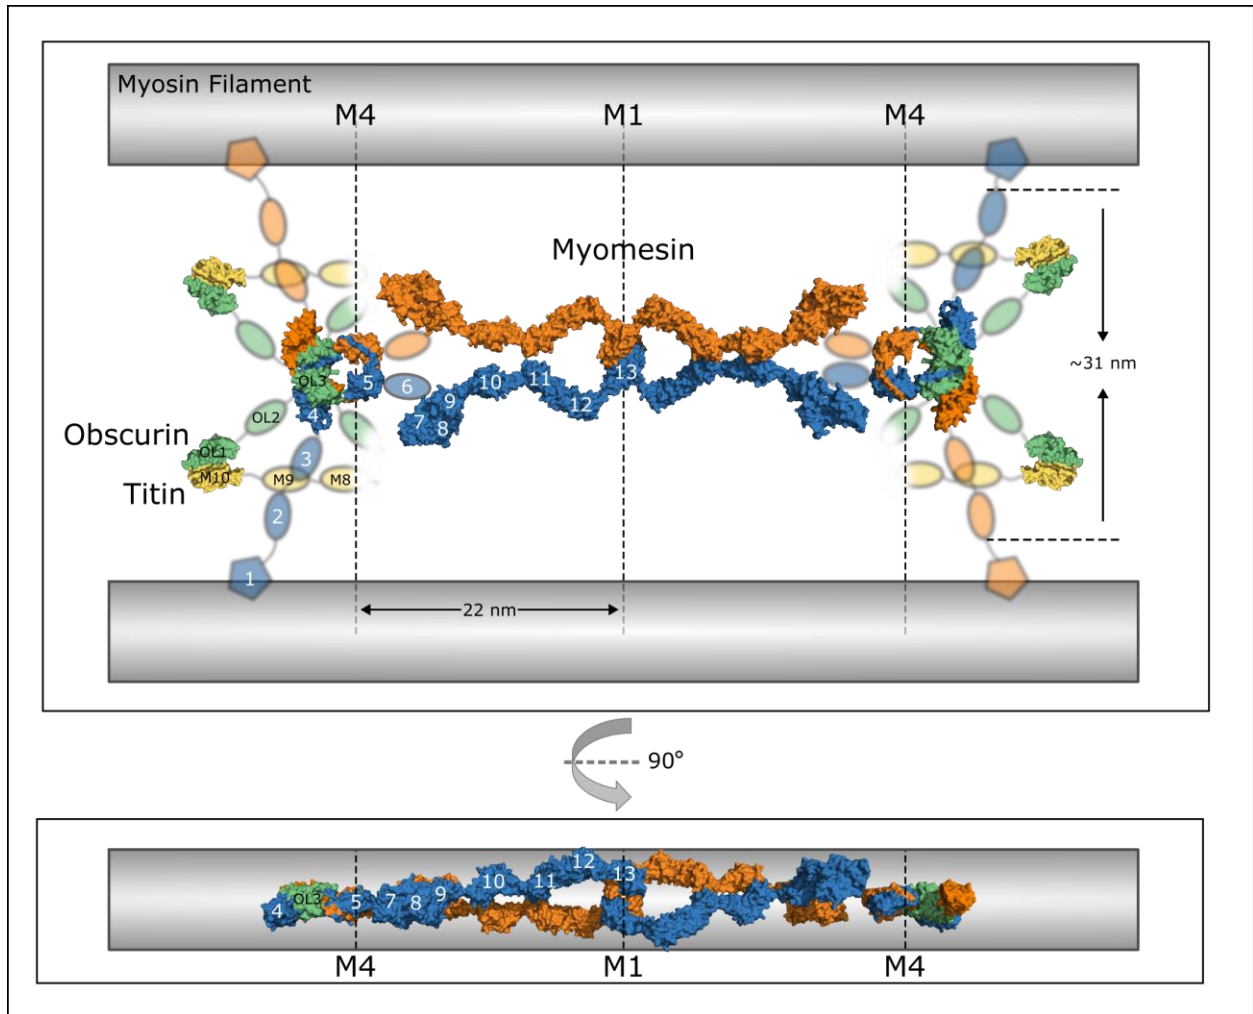 Myosin Filament
M4
M1
M4
Myomesin
~31 nm
OL3
5
6
4
OL2
7
8
9
10
11
12
13
Obscurin
OL1
3
M10
M9
M8
Titin
2
1
22 nm
90°
4
OL3
5
7
8
9
10
11
12
13
M4
M1
M4